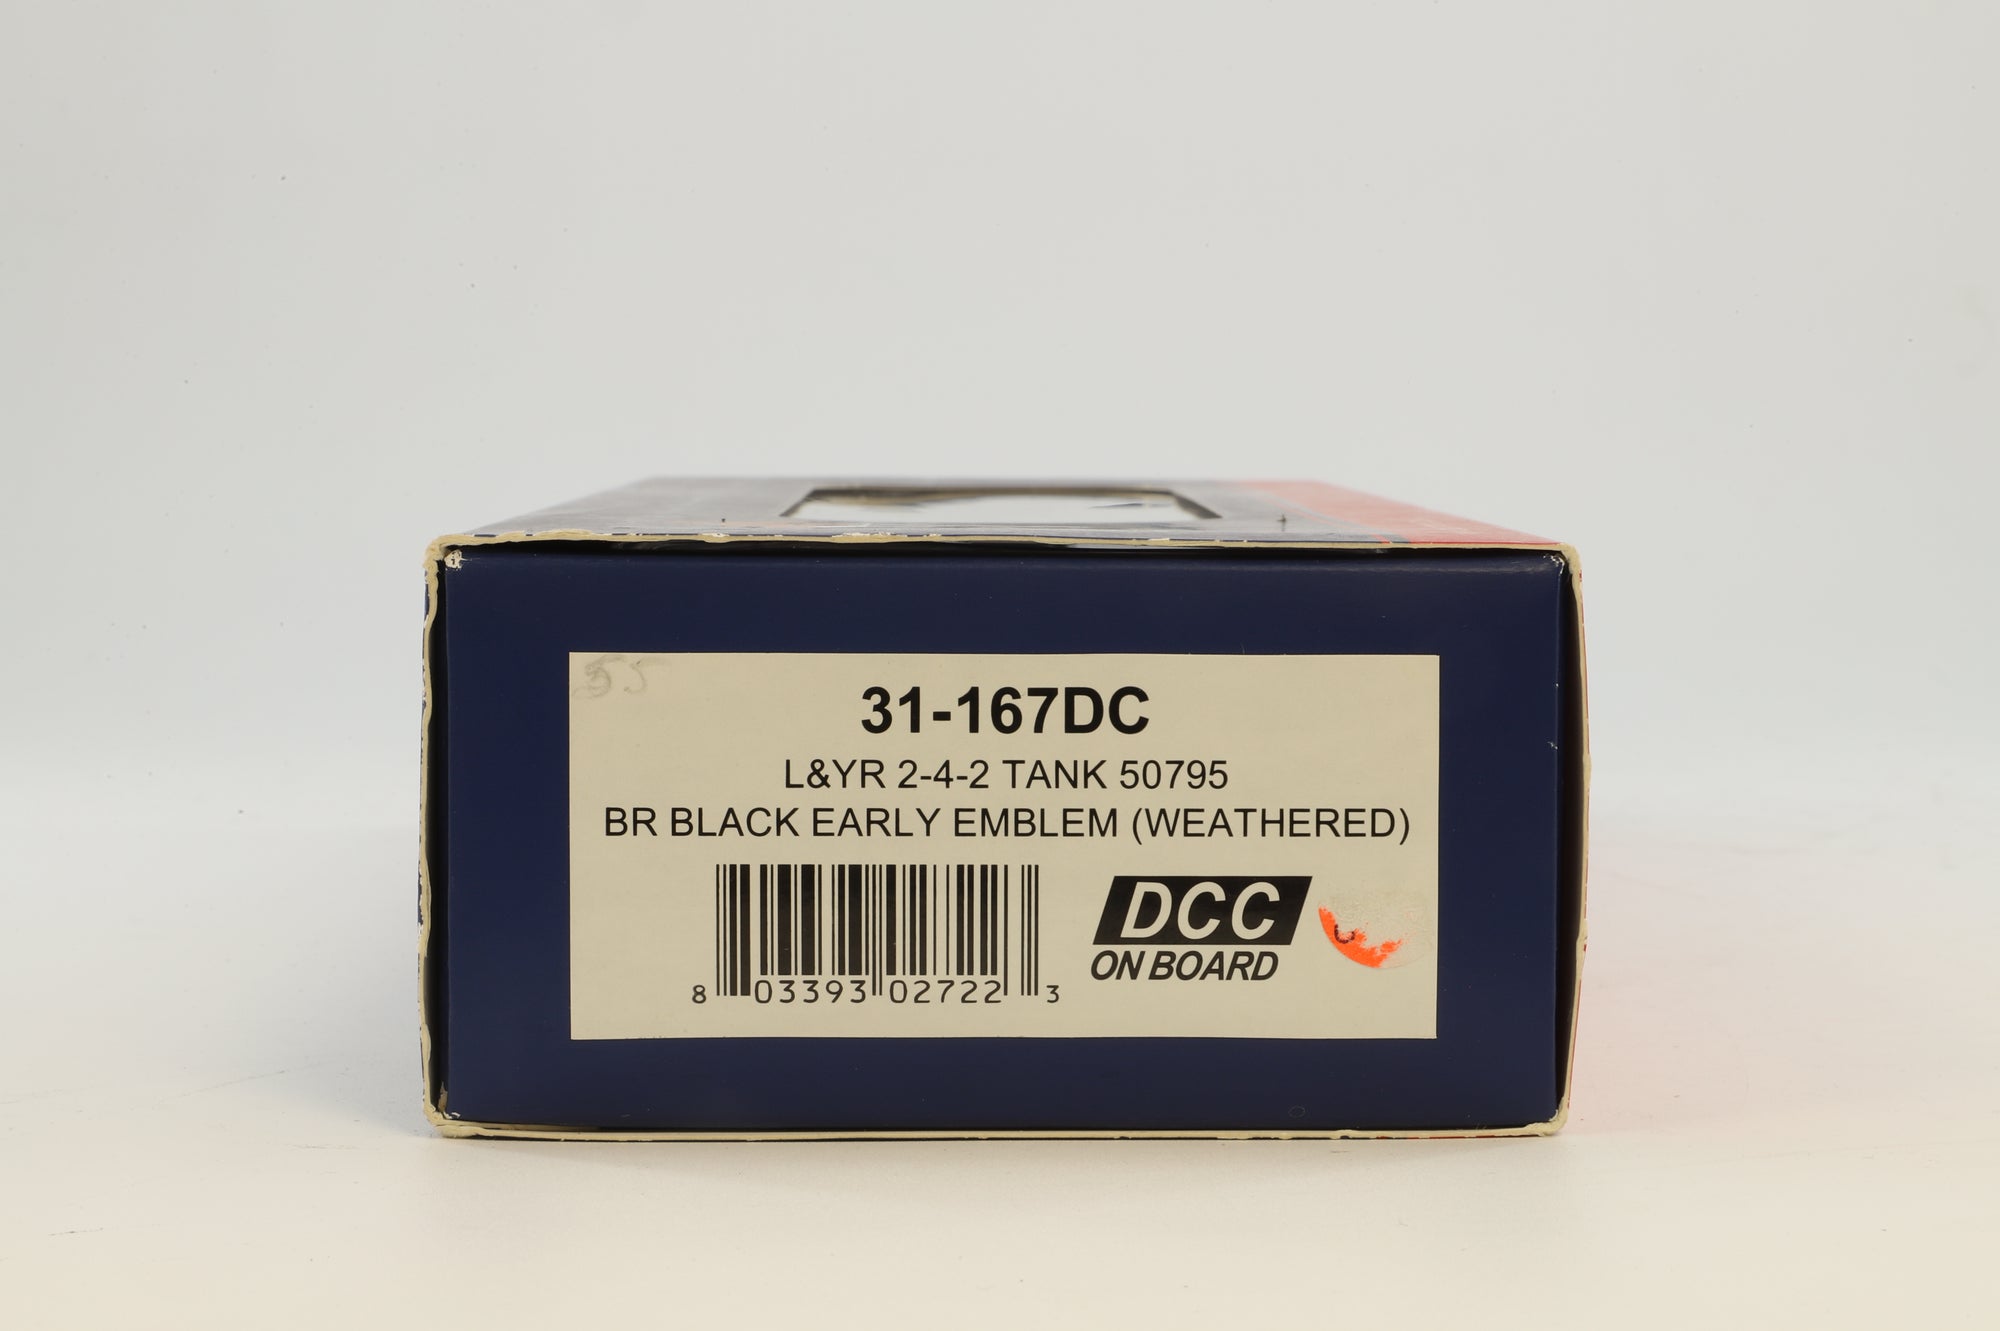 55
31-167DC
L&YR 2-4-2 TANK 50795
BR BLACK EARLY EMBLEM (WEATHERED)
8 03393 02722 3
DCC
ON BOARD